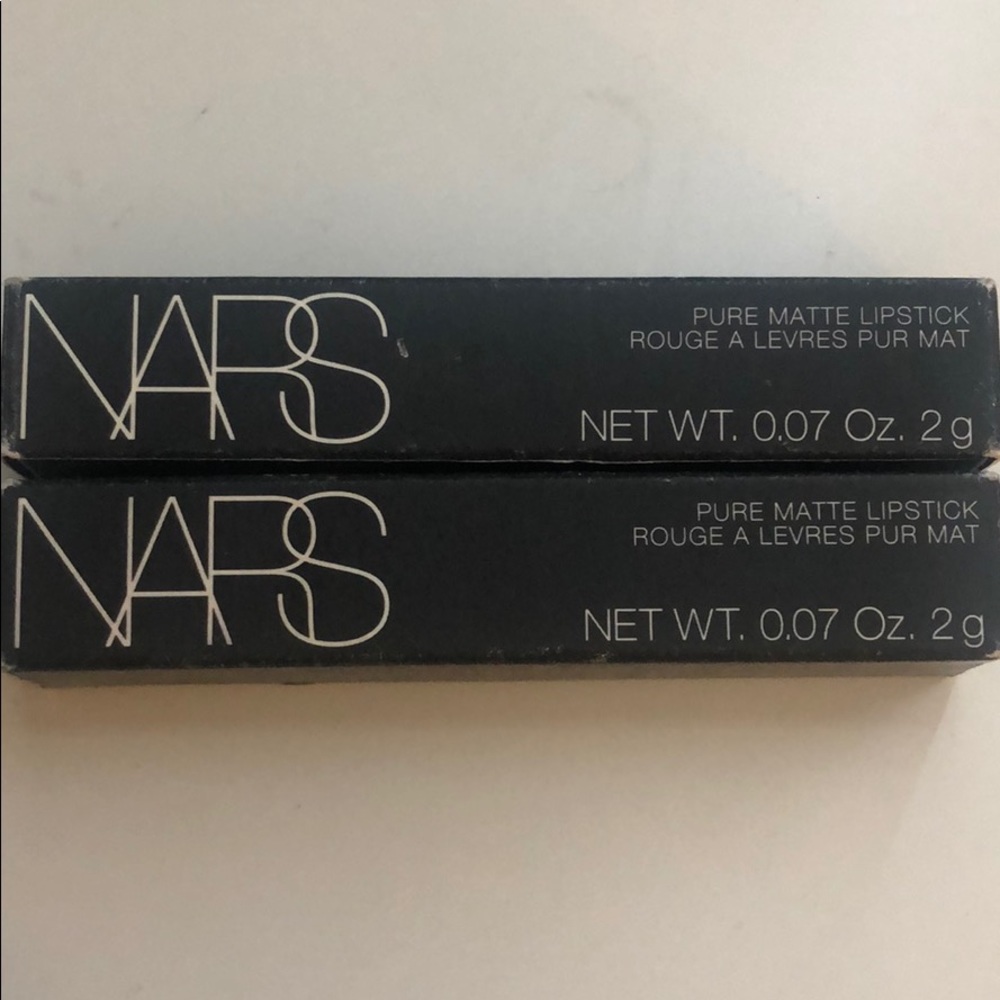 NARS
PURE MATTE LIPSTICK
ROUGE A LEVRES PUR MAT
NET WT. 0.07 Oz. 2 g
NARS
PURE MATTE LIPSTICK
ROUGE A LEVRES PUR MAT
NET WT. 0.07 Oz. 2 g